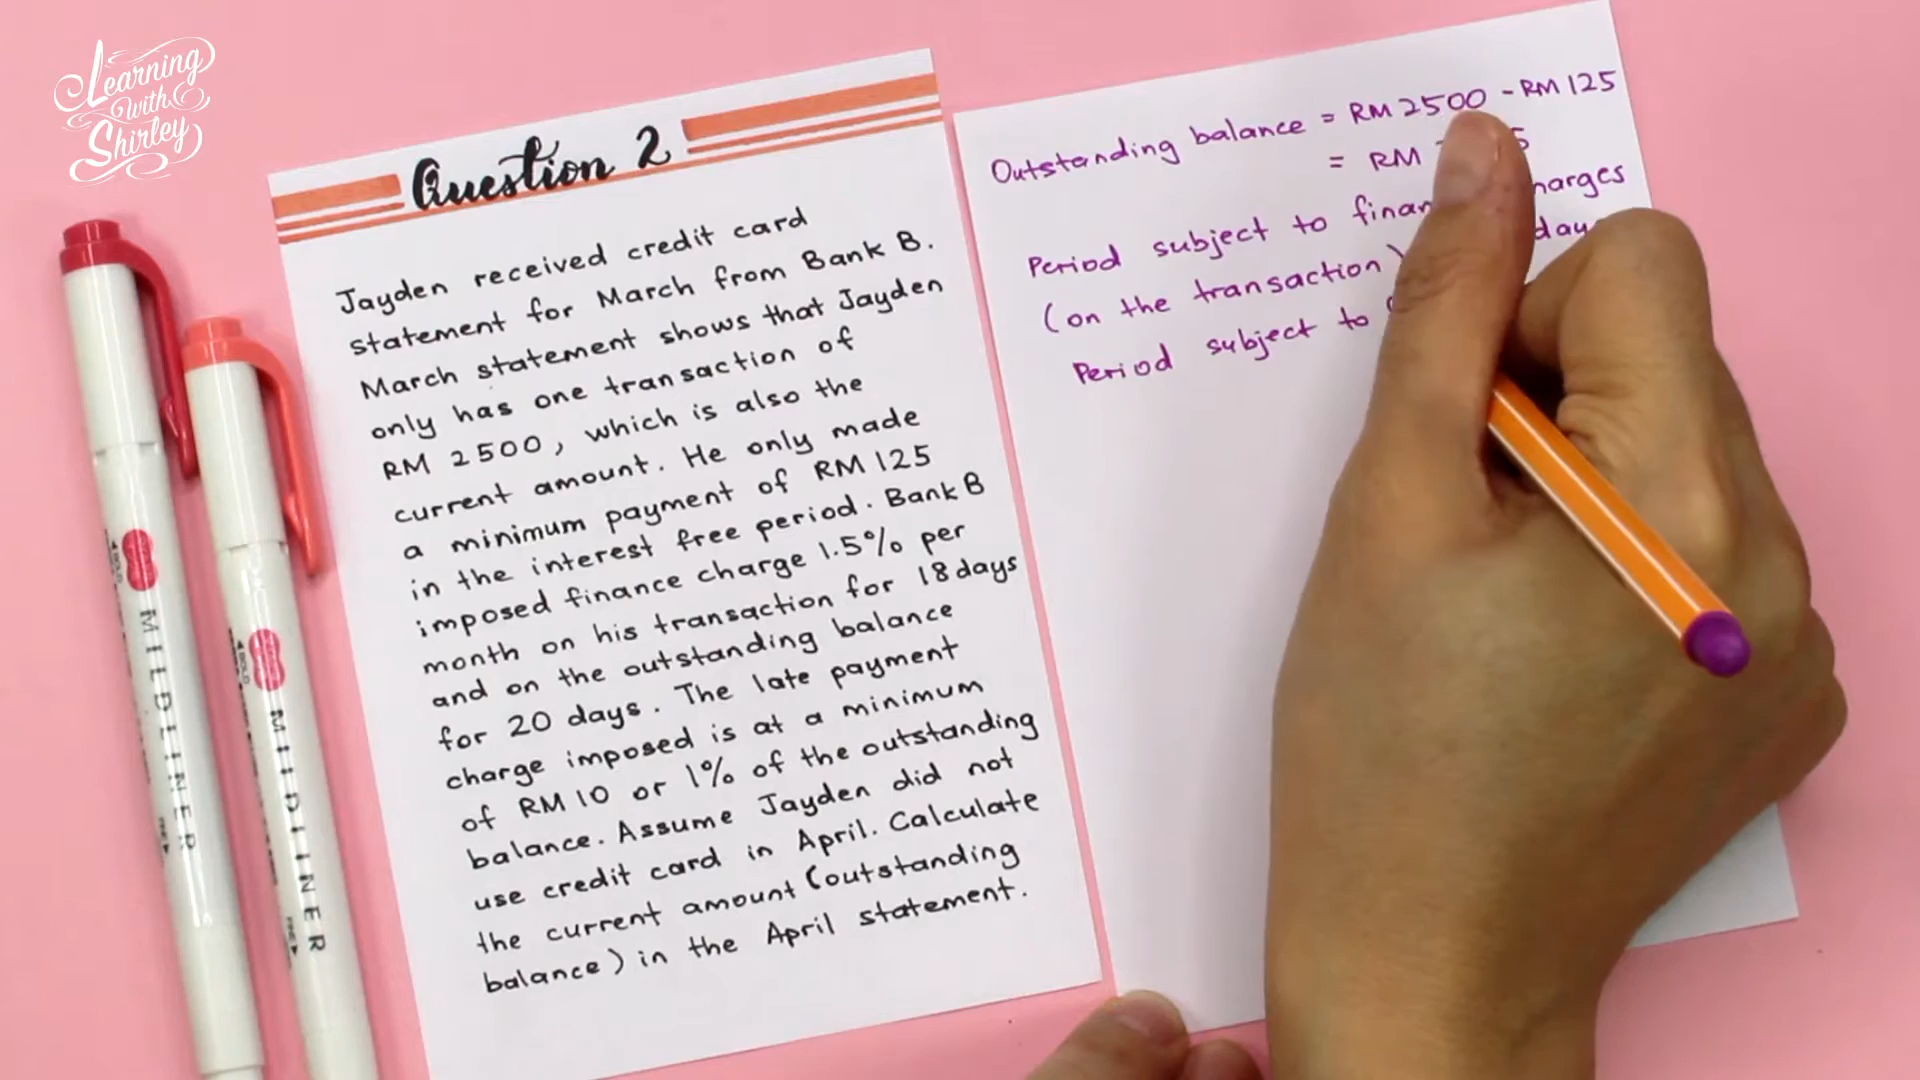 Learning
With
Shirley
Question 2
Jayden received credit card
statement for March from Bank B.
March statement shows that Jayden
only has one transaction of
RM 2500, which is also the
current amount. He only made
a minimum payment of RM 125
in the interest free period. Bank B
imposed finance charge 1.5% per
month on his transaction for 18 days
and on the outstanding balance
for 20 days. The late payment
charge imposed is at a minimum
of RM 10 or 1% of the outstanding
balance. Assume Jayden did not
use credit card in April. Calculate
the current amount (outstanding
balance) in the April statement.
Outstanding balance = RM 2500 - RM 125
= RM
Period subject to
(on the transaction)
Period subject to
MILDLINER
MILDLINER